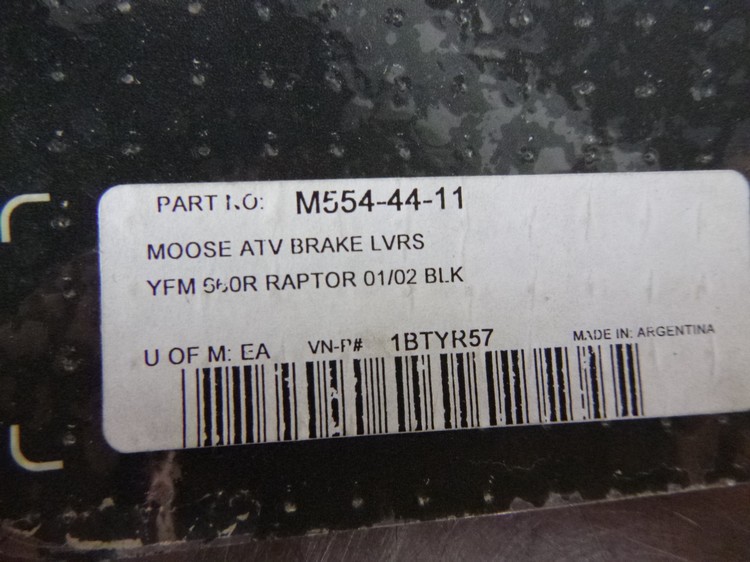 PART NO: M554-44-11
MOOSE ATV BRAKE LVRS
YFM 660R RAPTOR 01/02 BLK
U OF M: EA VN-P# 1BTYR57 MADE IN: ARGENTINA